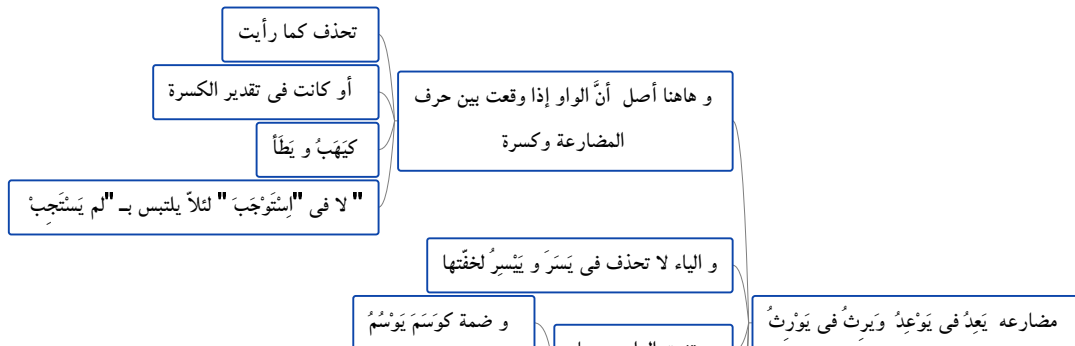 مضارعه يَعِدُ فى يَوْعِدُ وَيرِثُ فى يَوْرِثُ
و هاهنا أصل أنَّ الواو إذا وقعت بين حرف
المضارعة وكسرة
تحذف كما رأيت
أو كانت فى تقدير الكسرة
كيَهَبُ و يَطَأ
" لا فى "اِسْتَوْجَبَ " لئلاّ يلتبس بـ "لم يَسْتَجِبْ
و الياء لا تحذف فى يَسَرَ و يَيْسِرُ لخفّتها
و ضمة كوَسَمَ يَوْسُمُ